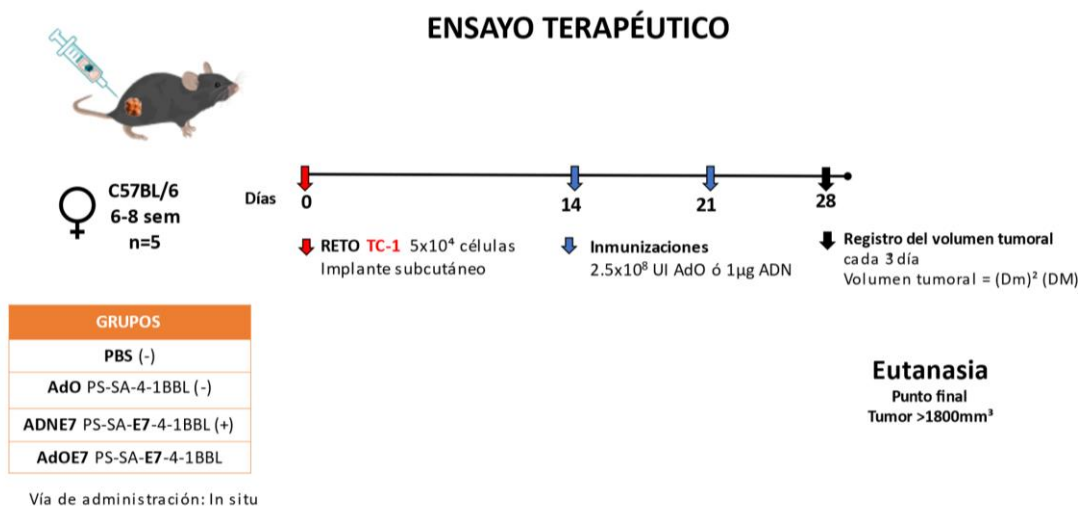 ENSAYO TERAPÉUTICO
C57BL/6
6-8 sem
n=5
Días
0
14
21
28
RETO TC-1 5x10⁴ células
Implante subcutáneo
Inmunizaciones
2.5x10⁸ UI AdO ó 1µg ADN
Registro del volumen tumoral
cada 3 día
Volumen tumoral = (Dm)² (DM)
GRUPOS
PBS (-)
AdO PS-SA-4-1BBL (-)
ADNE7 PS-SA-E7-4-1BBL (+)
AdOE7 PS-SA-E7-4-1BBL
Vía de administración: In situ
Eutanasia
Punto final
Tumor >1800mm³